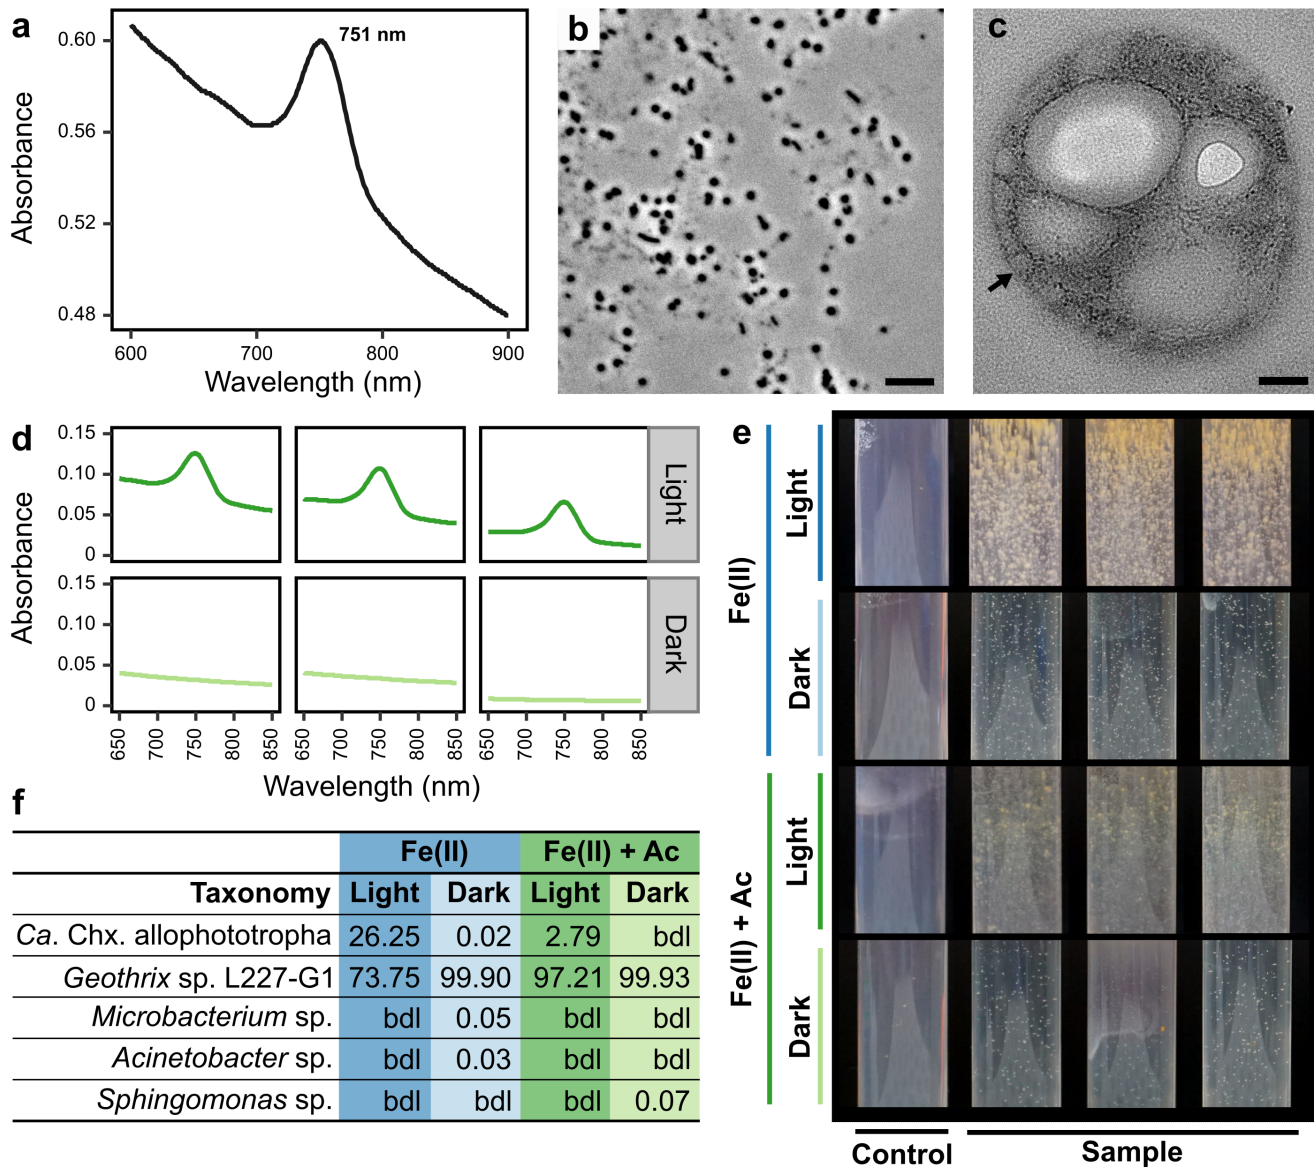 a
751 nm
0.60
0.56
0.52
0.48
Absorbance
600 700 800 900
Wavelength (nm)
b
c
d
0.15
0.10
0.05
0
Light
0.15
0.10
0.05
0
Dark
Absorbance
650 700 750 800 850 650 700 750 800 850 650 700 750 800 850
Wavelength (nm)
e
Fe(II)
Light
Dark
Fe(II) + Ac
Light
Dark
Control Sample
f
Fe(II) Fe(II) + Ac
Taxonomy Light Dark Light Dark
Ca. Chx. allophototropha 26.25 0.02 2.79 bdl
Geothrix sp. L227-G1 73.75 99.90 97.21 99.93
Microbacterium sp. bdl 0.05 bdl bdl
Acinetobacter sp. bdl 0.03 bdl bdl
Sphingomonas sp. bdl bdl bdl 0.07